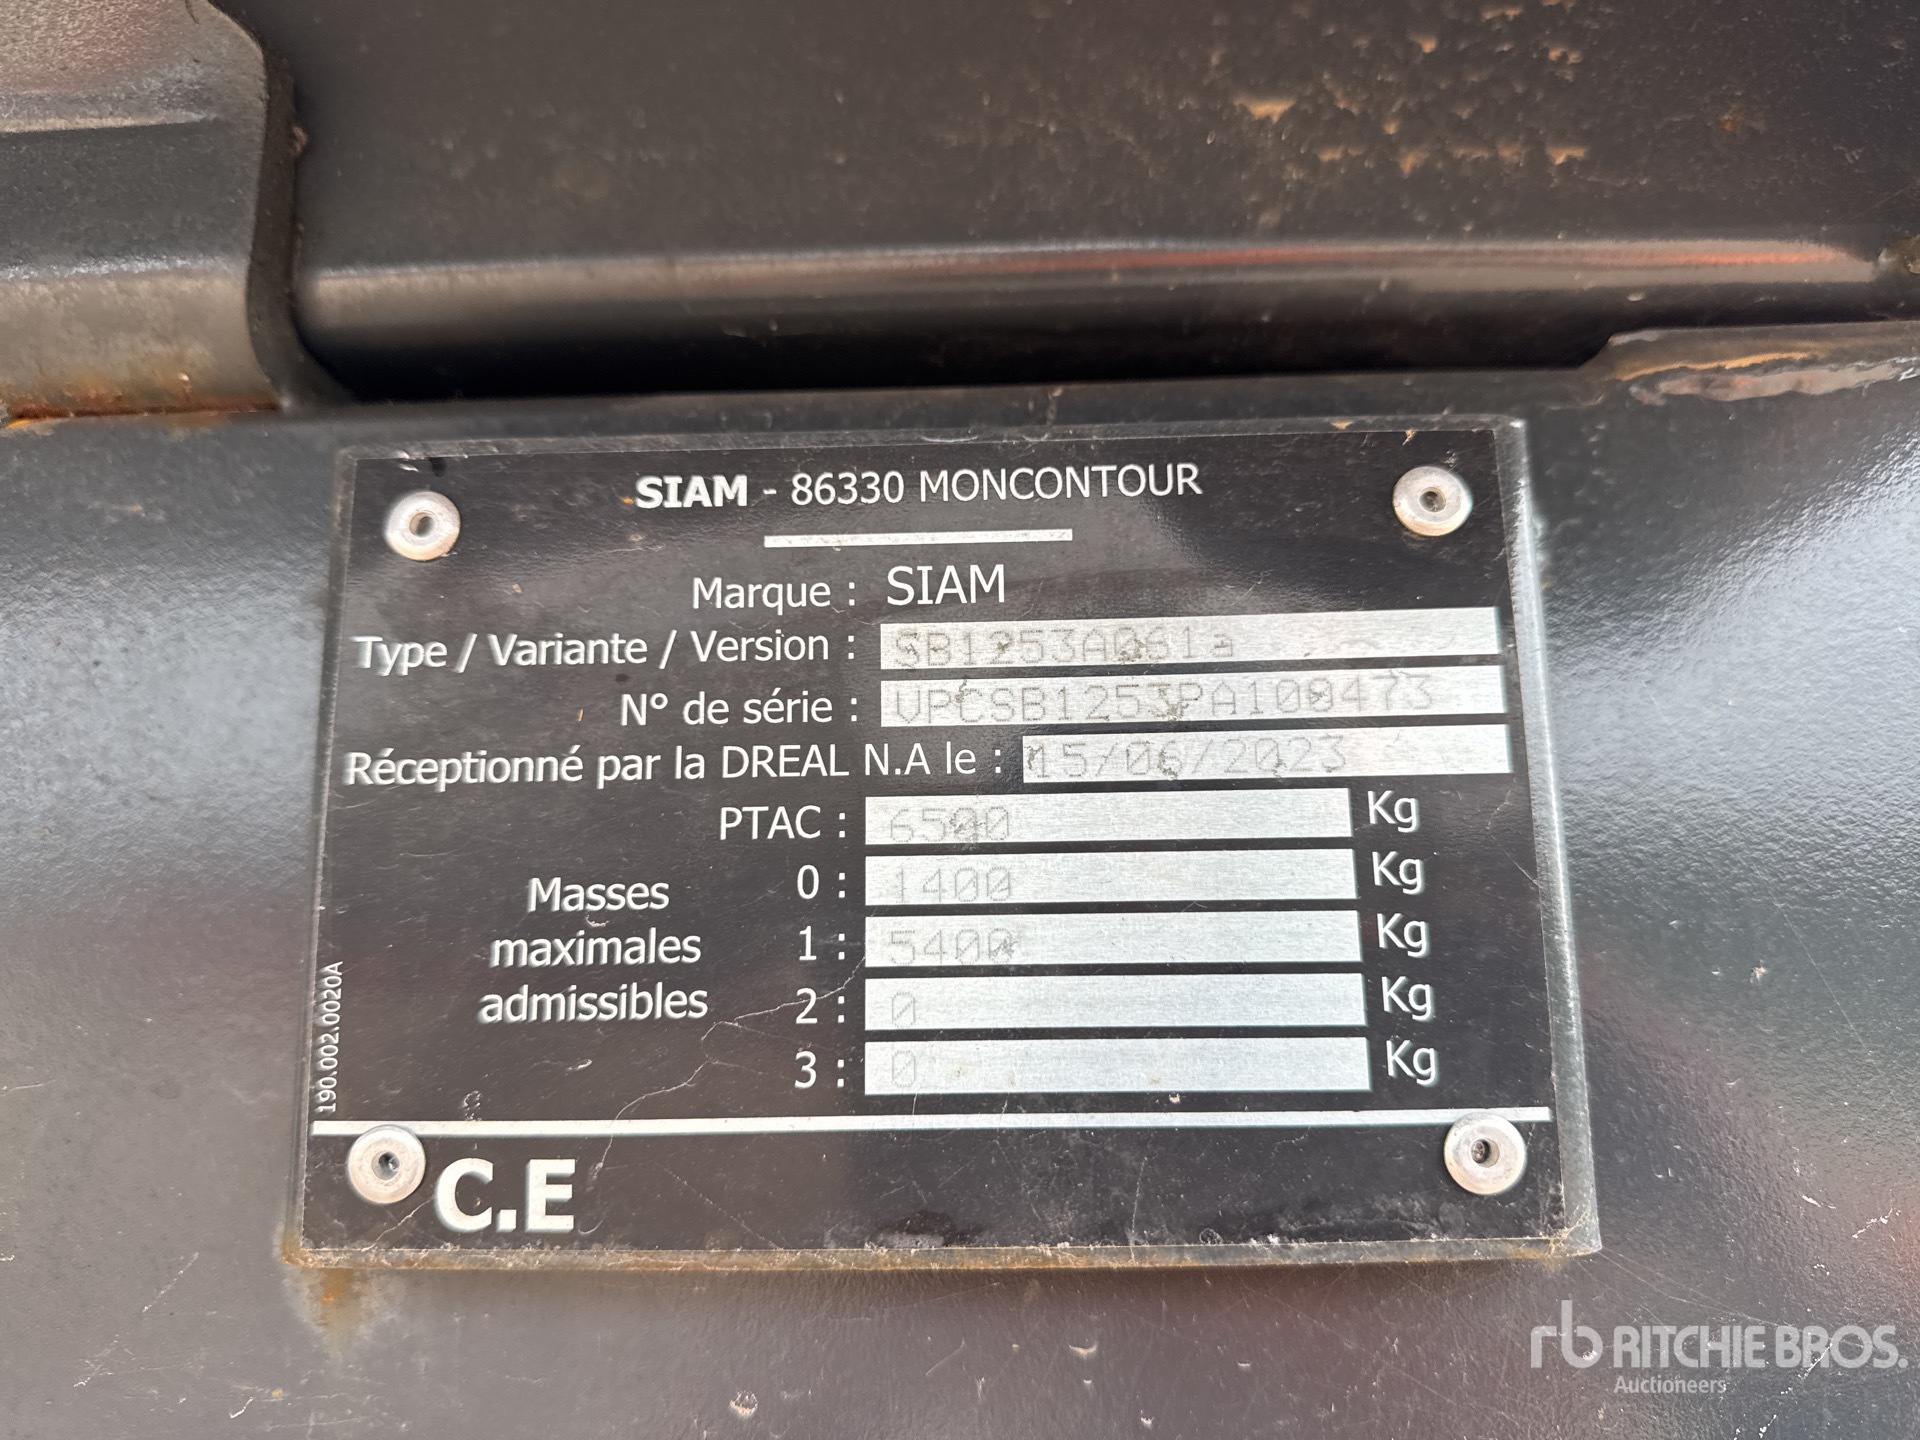 SIAM - 86330 MONCONTOUR
Marque : SIAM
Type / Variante / Version : SB1253A061a
N° de série : VPCSB1253PA100473
Réceptionné par la DREAL N.A le : 15/06/2023
PTAC : 6500 Kg
Masses maximales admissibles
0 : 1400 Kg
1 : 5400 Kg
2 : 0 Kg
3 : 0 Kg
190.002.0020A
C.E
rb RITCHIE BROS.
Auctioneers